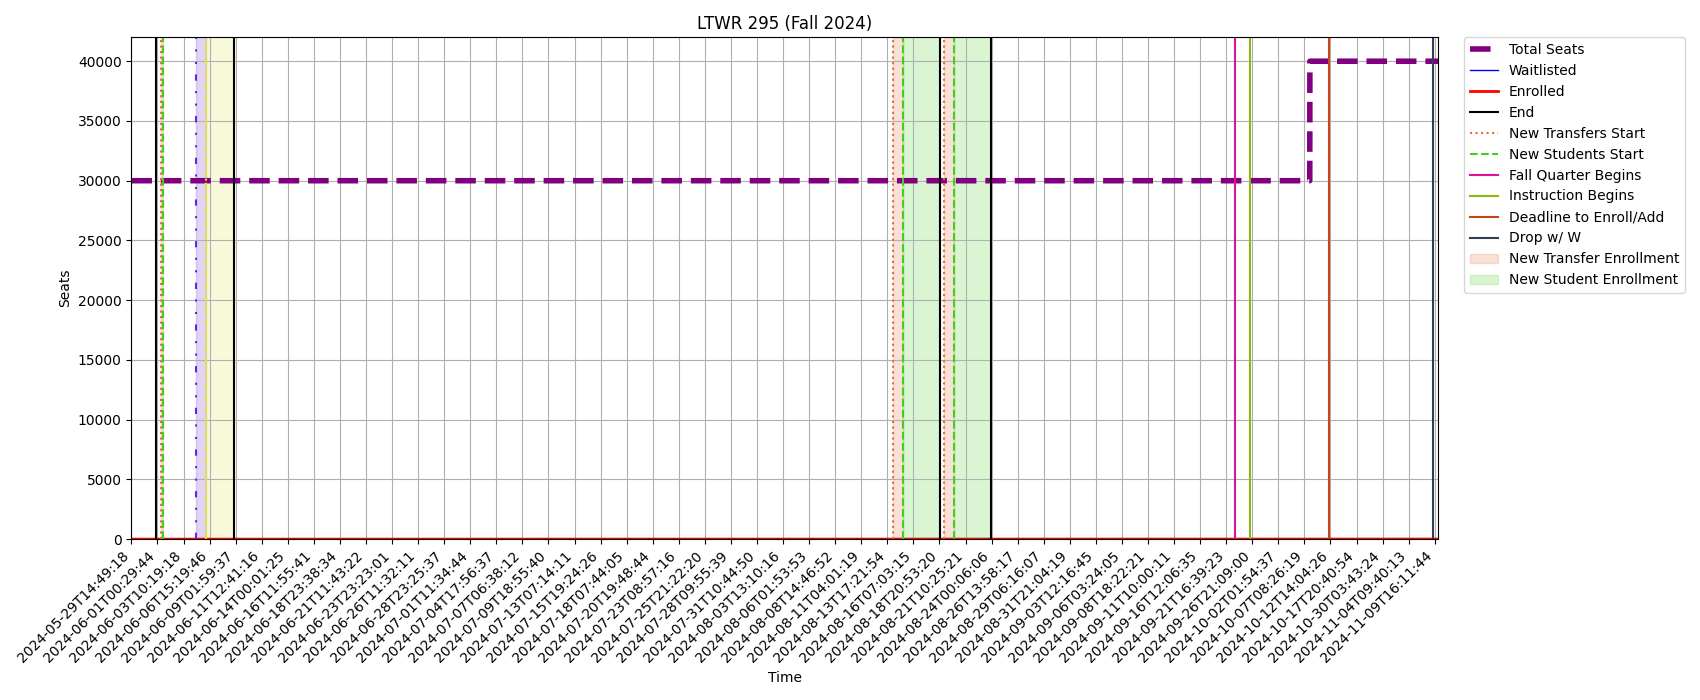 LTWR 295 (Fall 2024)
40000
35000
30000
25000
20000
15000
10000
5000
0
Seats
2024-05-29T14:49:18
2024-06-01T00:29:44
2024-06-03T10:19:18
2024-06-06T15:19:46
2024-06-09T01:59:37
2024-06-11T12:41:16
2024-06-14T00:01:25
2024-06-16T11:55:41
2024-06-18T23:38:34
2024-06-21T11:43:22
2024-06-23T23:23:01
2024-06-26T11:32:11
2024-06-28T23:25:37
2024-07-01T11:34:44
2024-07-04T17:56:37
2024-07-07T06:38:12
2024-07-09T18:55:40
2024-07-13T07:14:11
2024-07-15T19:24:26
2024-07-18T07:44:05
2024-07-20T19:48:44
2024-07-23T08:57:16
2024-07-25T21:22:20
2024-07-28T09:55:39
2024-07-31T10:44:50
2024-08-03T13:10:16
2024-08-06T01:53:53
2024-08-08T14:46:52
2024-08-11T04:01:19
2024-08-13T17:21:54
2024-08-16T07:03:15
2024-08-18T20:53:20
2024-08-21T10:25:21
2024-08-24T00:06:06
2024-08-26T13:58:17
2024-08-29T06:16:07
2024-08-31T21:04:19
2024-09-03T12:16:45
2024-09-06T03:24:05
2024-09-08T18:22:21
2024-09-11T10:00:11
2024-09-16T12:06:35
2024-09-21T16:39:23
2024-09-26T21:09:00
2024-10-02T01:54:37
2024-10-07T08:26:19
2024-10-12T14:04:26
2024-10-17T20:40:54
2024-10-30T03:43:24
2024-11-04T09:40:13
2024-11-09T16:11:44
Time
Total Seats
Waitlisted
Enrolled
End
New Transfers Start
New Students Start
Fall Quarter Begins
Instruction Begins
Deadline to Enroll/Add
Drop w/ W
New Transfer Enrollment
New Student Enrollment